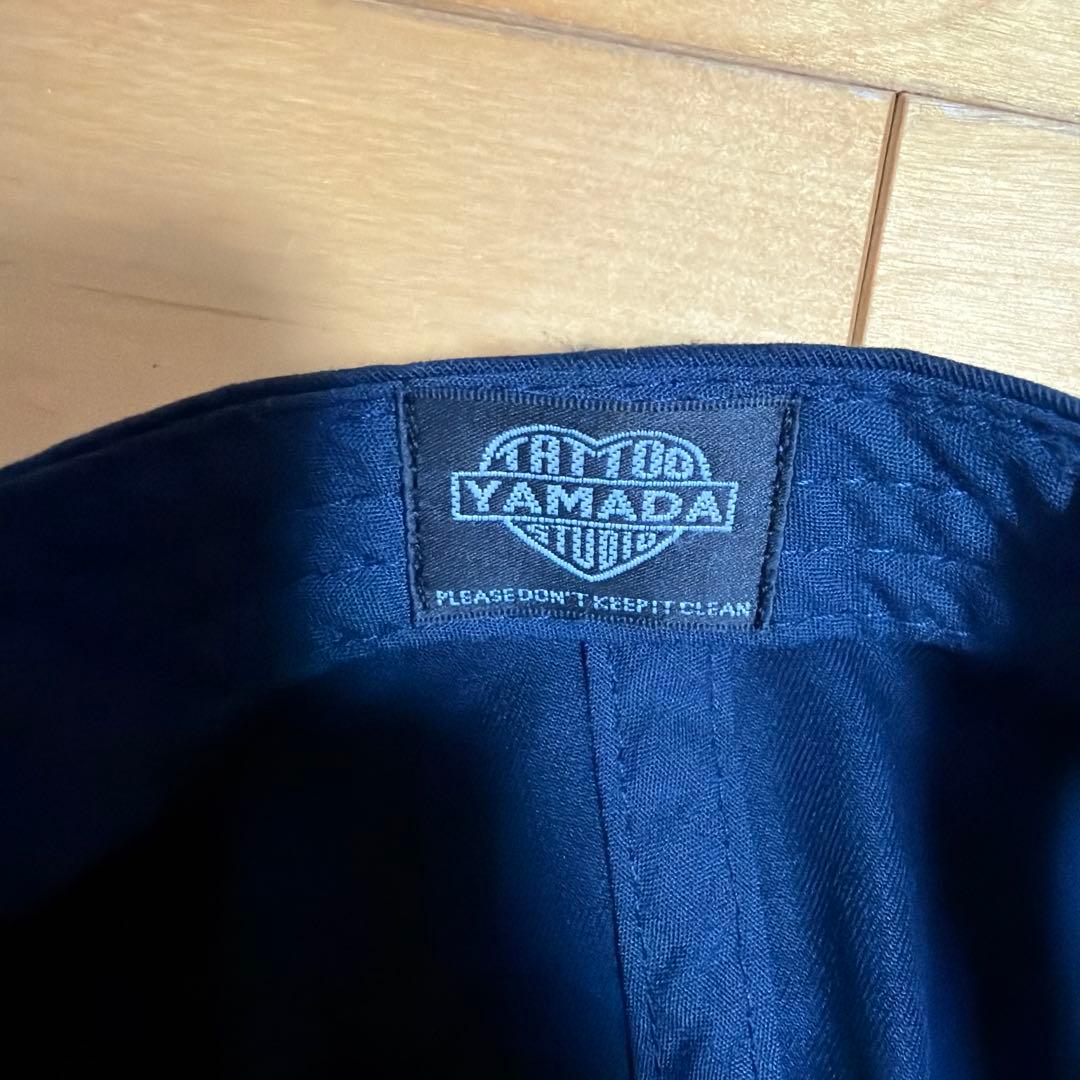 TATTOO
YAMADA
STUDIO
PLEASE DON'T KEEP IT CLEAN